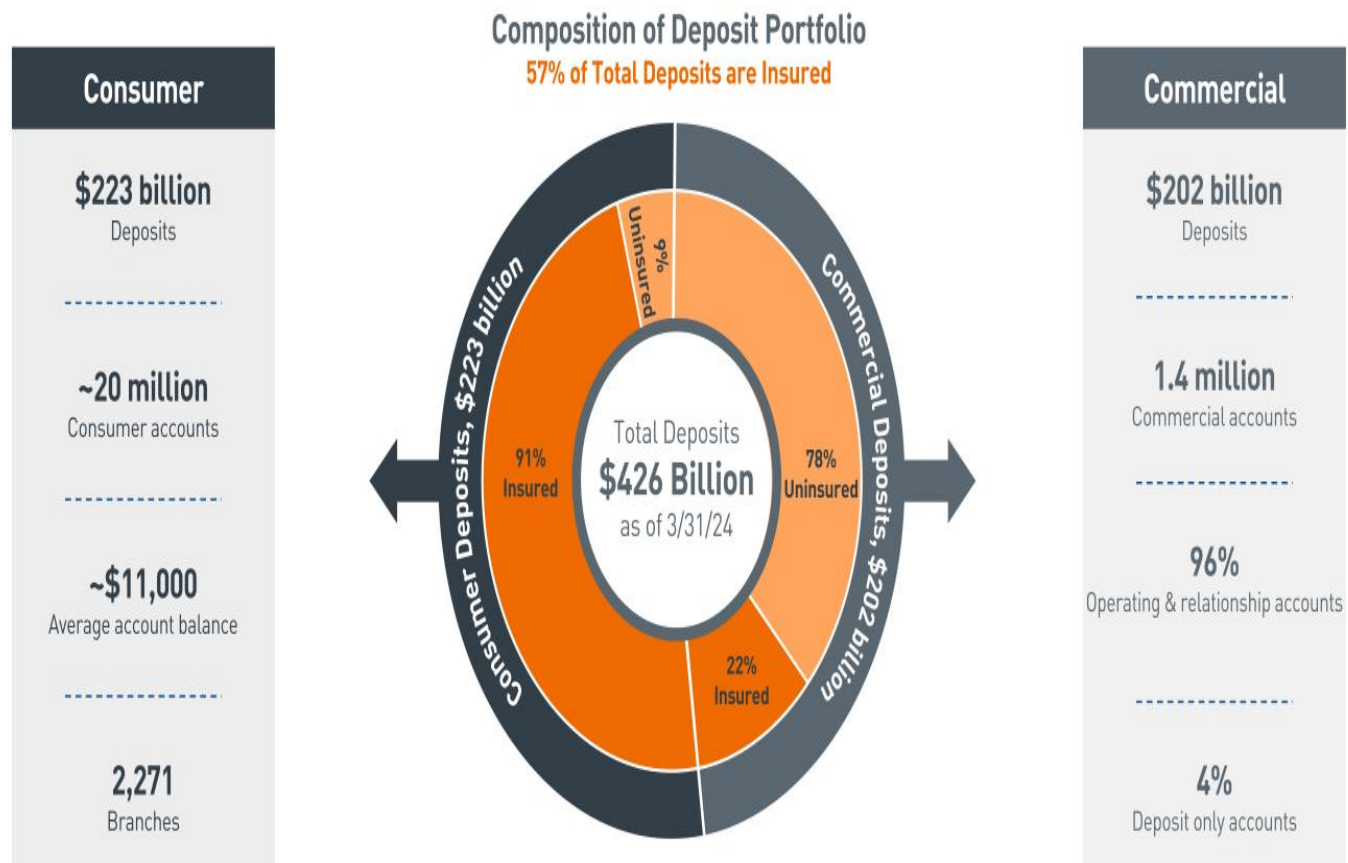 Composition of Deposit Portfolio
57% of Total Deposits are Insured
Consumer
$223 billion
Deposits
~20 million
Consumer accounts
~$11,000
Average account balance
2,271
Branches
Consumer Deposits, $223 billion
9%
Uninsured
91%
Insured
Total Deposits
$426 Billion
as of 3/31/24
78%
Uninsured
22%
Insured
Commercial Deposits, $202 billion
Commercial
$202 billion
Deposits
1.4 million
Commercial accounts
96%
Operating & relationship accounts
4%
Deposit only accounts